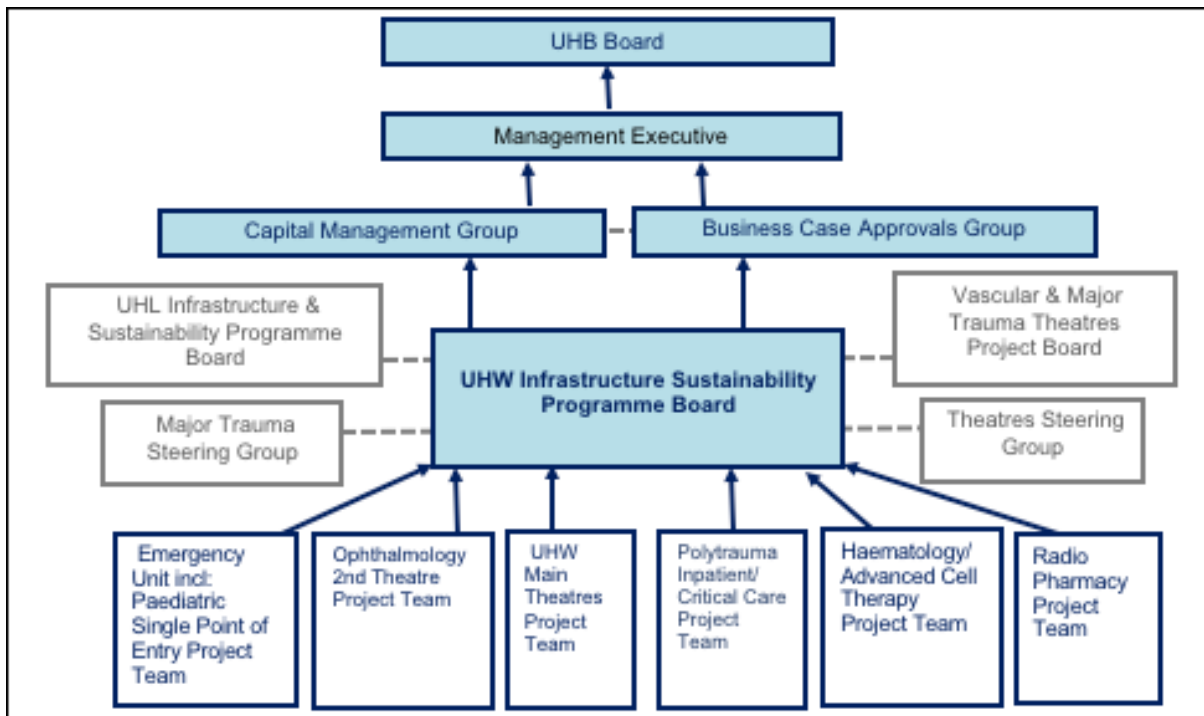 UHB Board
Management Executive
Capital Management Group
Business Case Approvals Group
UHL Infrastructure &
Sustainability Programme
Board
Vascular & Major
Trauma Theatres
Project Board
UHW Infrastructure Sustainability
Programme Board
Major Trauma
Steering Group
Theatres Steering
Group
Emergency
Unit incl:
Paediatric
Single Point of
Entry Project
Team
Ophthalmology
2nd Theatre
Project Team
UHW
Main
Theatres
Project
Team
Polytrauma
Inpatient/
Critical Care
Project
Team
Haematology/
Advanced Cell
Therapy
Project Team
Radio
Pharmacy
Project
Team